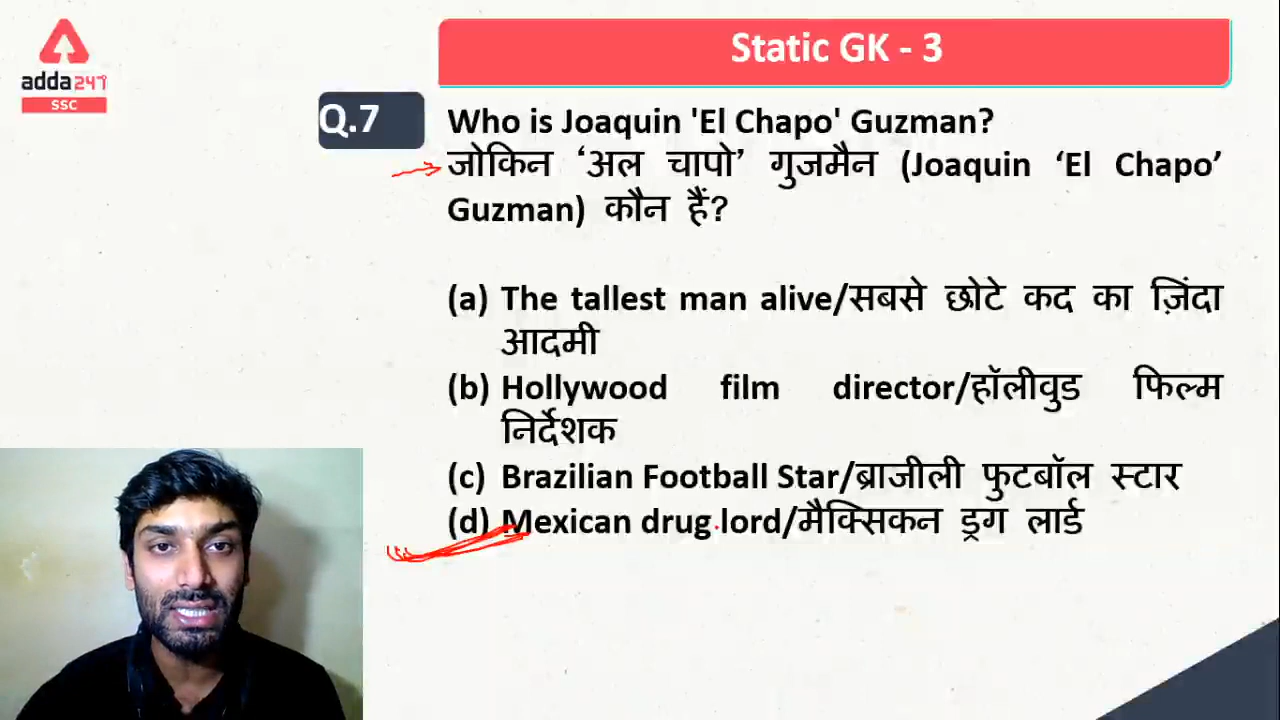 adda247
SSC
Static GK - 3
Q.7
Who is Joaquin 'El Chapo' Guzman?
जोकिन ‘अल चापो’ गुजमैन (Joaquin ‘El Chapo’
Guzman) कौन हैं?
(a) The tallest man alive/सबसे छोटे कद का ज़िंदा
आदमी
(b) Hollywood film director/हॉलीवुड फिल्म
निर्देशक
(c) Brazilian Football Star/ब्राजीली फुटबॉल स्टार
(d) Mexican drug lord/मैक्सिकन ड्रग लार्ड